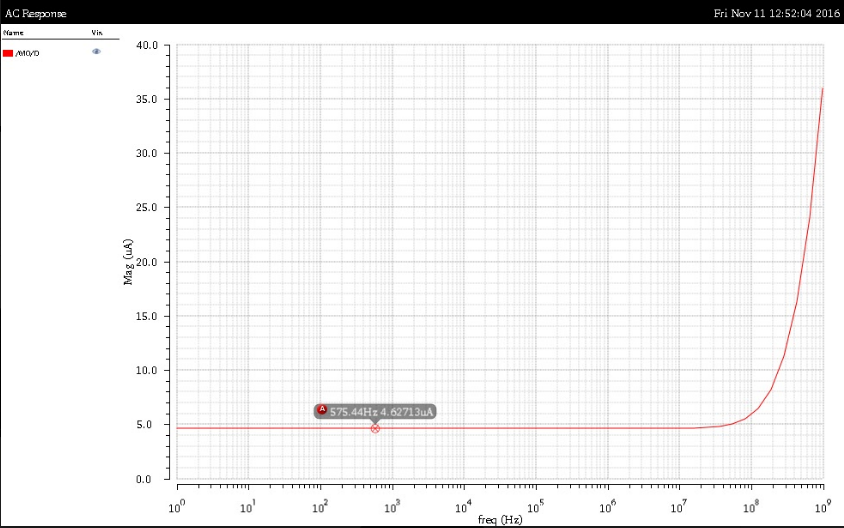 AC Response Fri Nov 11 12:52:04 2016
Name Vis
/M0/D
40.0
35.0
30.0
25.0
20.0
15.0
10.0
5.0
0.0
Mag (uA)
A 575.44Hz 4.62713uA
10^0 10^1 10^2 10^3 10^4 10^5 10^6 10^7 10^8 10^9
freq (Hz)